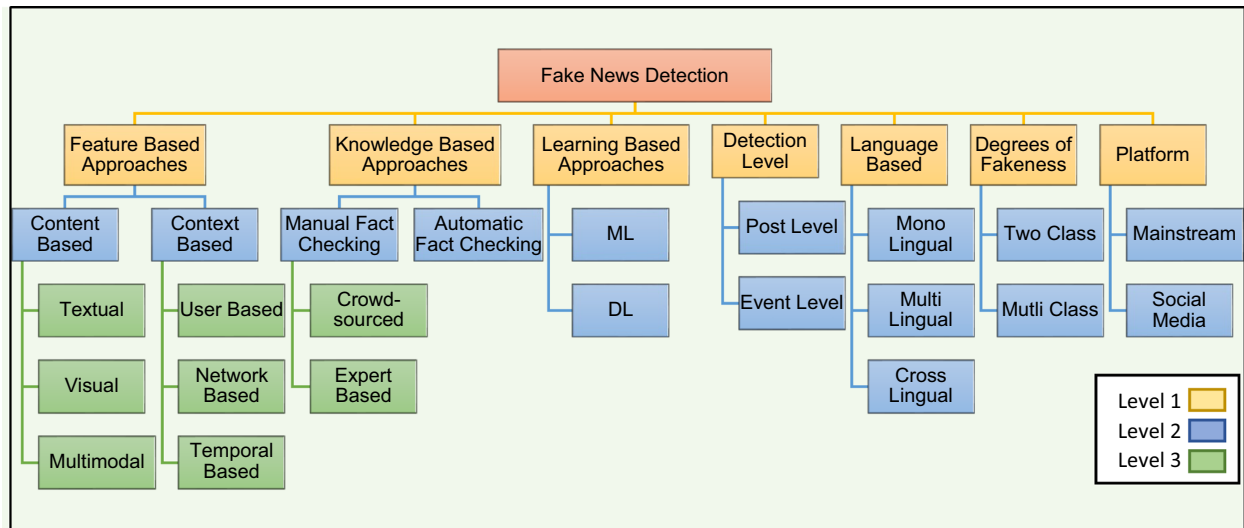 Fake News Detection
Feature Based
Approaches
Knowledge Based
Approaches
Learning Based
Approaches
Detection
Level
Language
Based
Degrees of
Fakeness
Platform
Content
Based
Context
Based
Manual Fact
Checking
Automatic
Fact Checking
ML
DL
Post Level
Event Level
Mono
Lingual
Multi
Lingual
Cross
Lingual
Two Class
Mutli Class
Mainstream
Social
Media
Textual
Visual
Multimodal
User Based
Network
Based
Temporal
Based
Crowd-
sourced
Expert
Based
Level 1
Level 2
Level 3